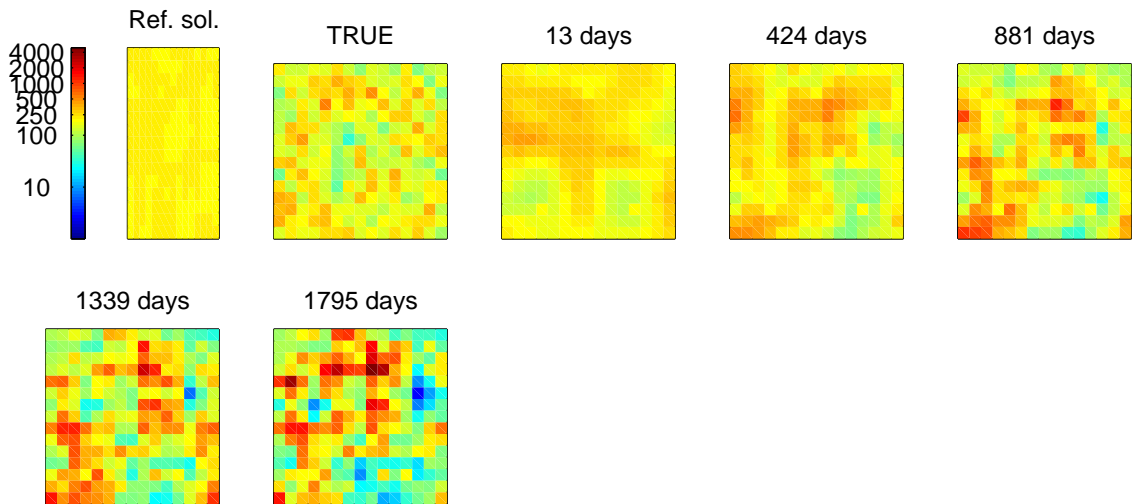 Ref. sol.
TRUE
13 days
424 days
881 days
4000
2000
1000
500
250
100
10
1339 days
1795 days